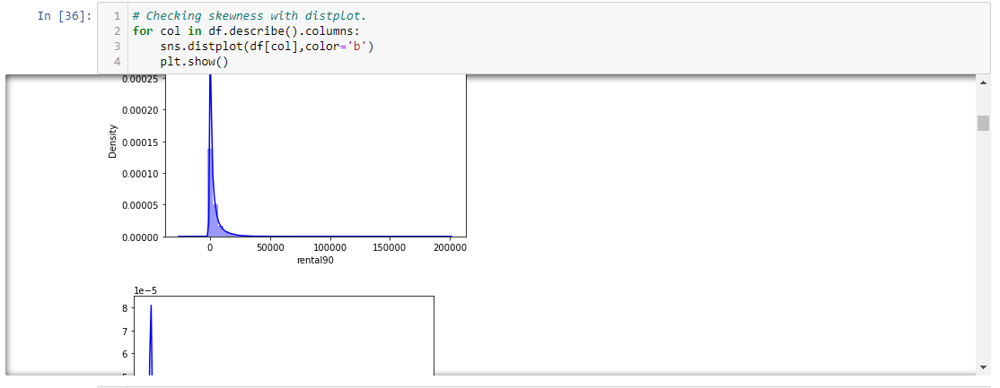 In [36]:
1 # Checking skewness with distplot.
2 for col in df.describe().columns:
3     sns.distplot(df[col],color='b')
4     plt.show()
0.00025
0.00020
0.00015
0.00010
0.00005
0.00000
Density
0 50000 100000 150000 200000
rental90
1e−5
8
7
6